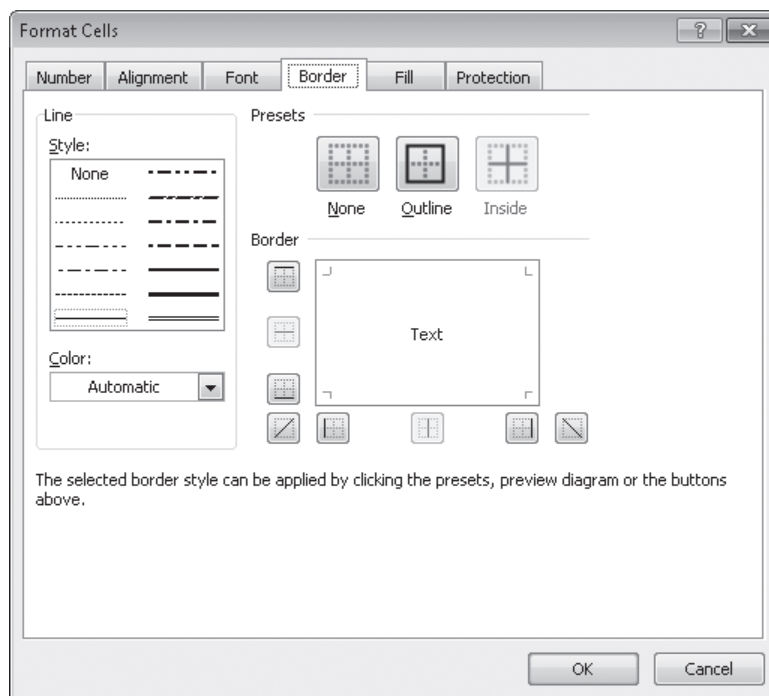 Format Cells
Number Alignment Font Border Fill Protection
Line
Style:
None
Color:
Automatic
Presets
None Outline Inside
Border
Text
The selected border style can be applied by clicking the presets, preview diagram or the buttons
above.
OK Cancel